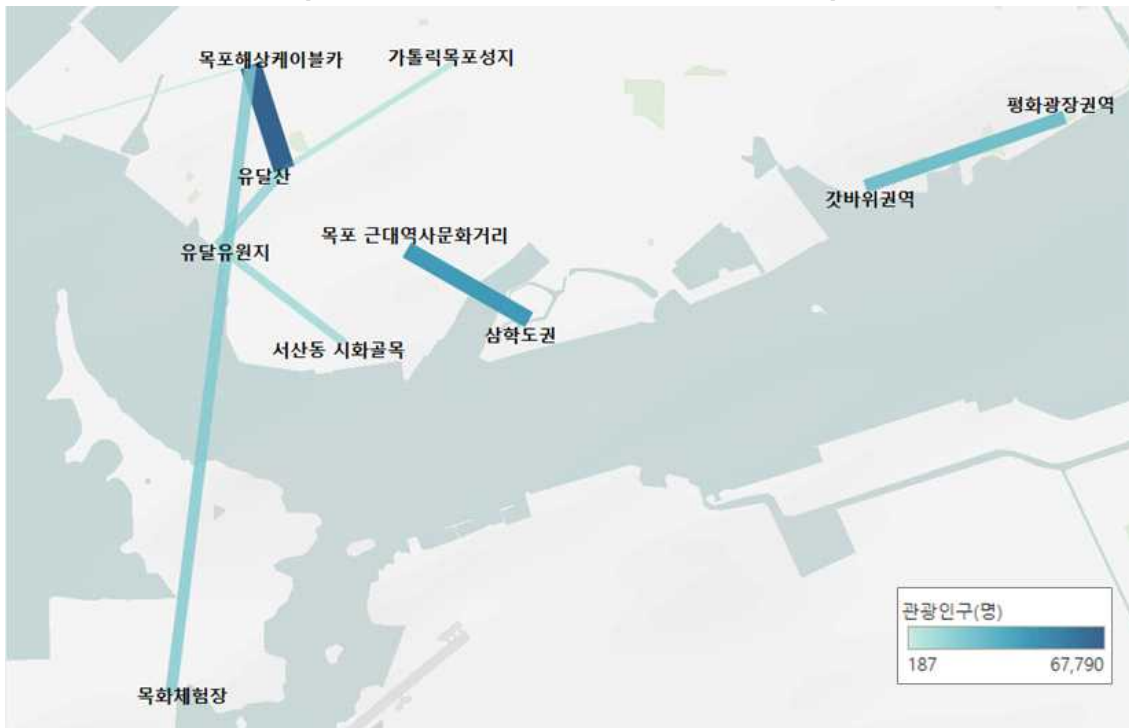 목포해상케이블카
가톨릭목포성지
평화광장권역
유달산
갓바위권역
목포 근대역사문화거리
유달유원지
삼학도권
서산동 시화골목
관광인구(명)
187 67,790
목화체험장